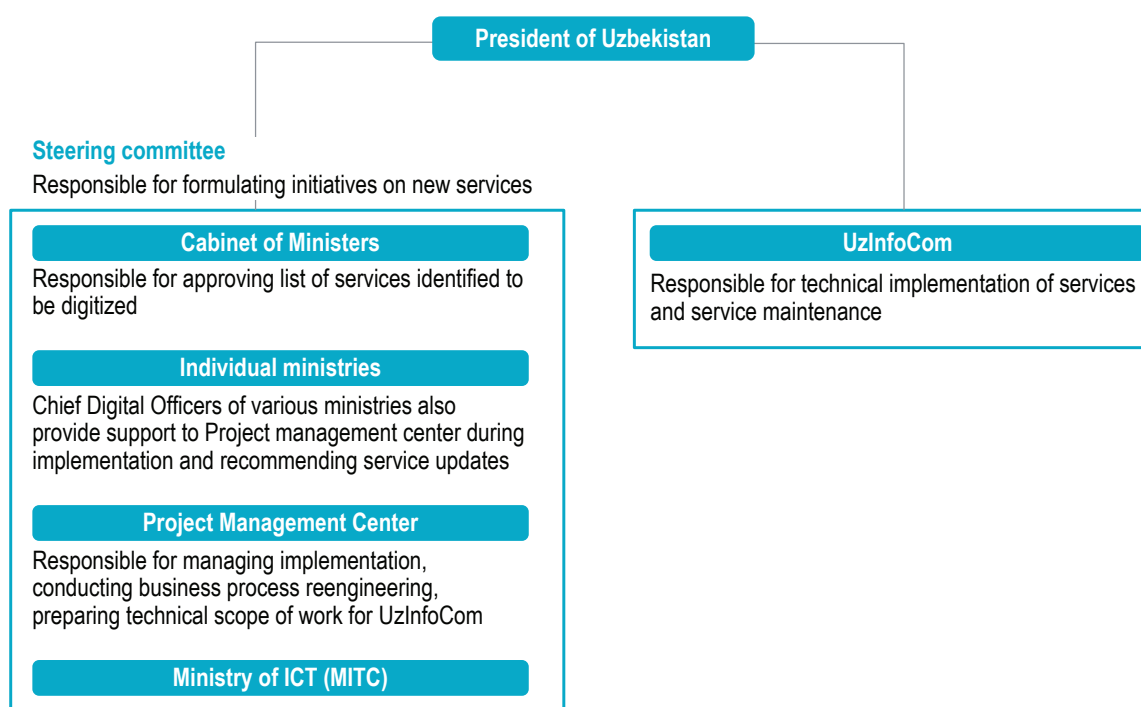 President of Uzbekistan
Steering committee
Responsible for formulating initiatives on new services
Cabinet of Ministers
Responsible for approving list of services identified to
be digitized
Individual ministries
Chief Digital Officers of various ministries also
provide support to Project management center during
implementation and recommending service updates
Project Management Center
Responsible for managing implementation,
conducting business process reengineering,
preparing technical scope of work for UzInfoCom
Ministry of ICT (MITC)
UzInfoCom
Responsible for technical implementation of services
and service maintenance